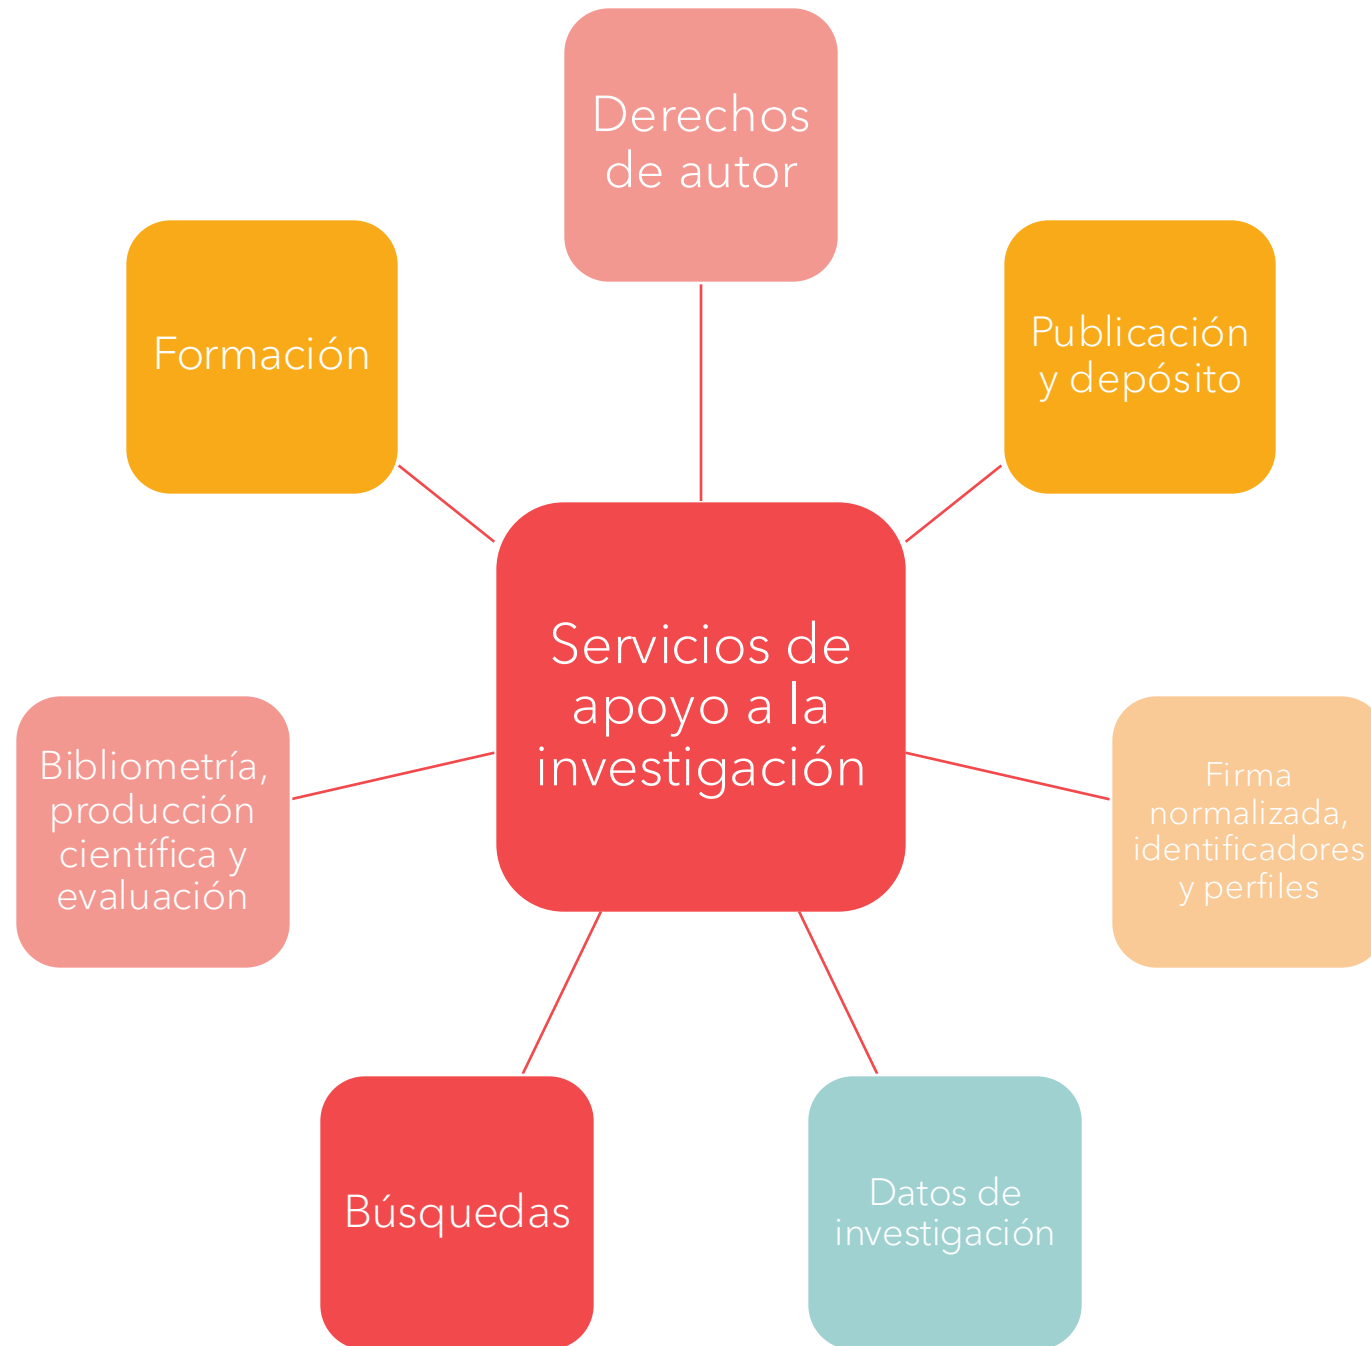 Derechos
de autor
Formación
Publicación
y depósito
Servicios de
apoyo a la
investigación
Bibliometría,
producción
científica y
evaluación
Firma
normalizada,
identificadores
y perfiles
Búsquedas
Datos de
investigación